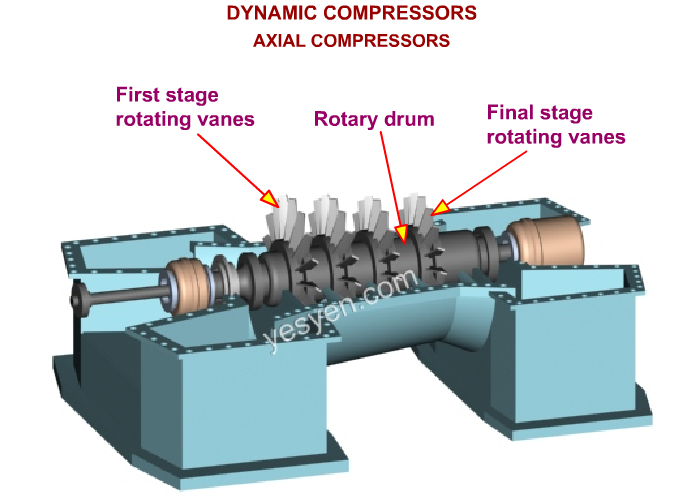 DYNAMIC COMPRESSORS
AXIAL COMPRESSORS
First stage
rotating vanes
Rotary drum
Final stage
rotating vanes
yesyen.com